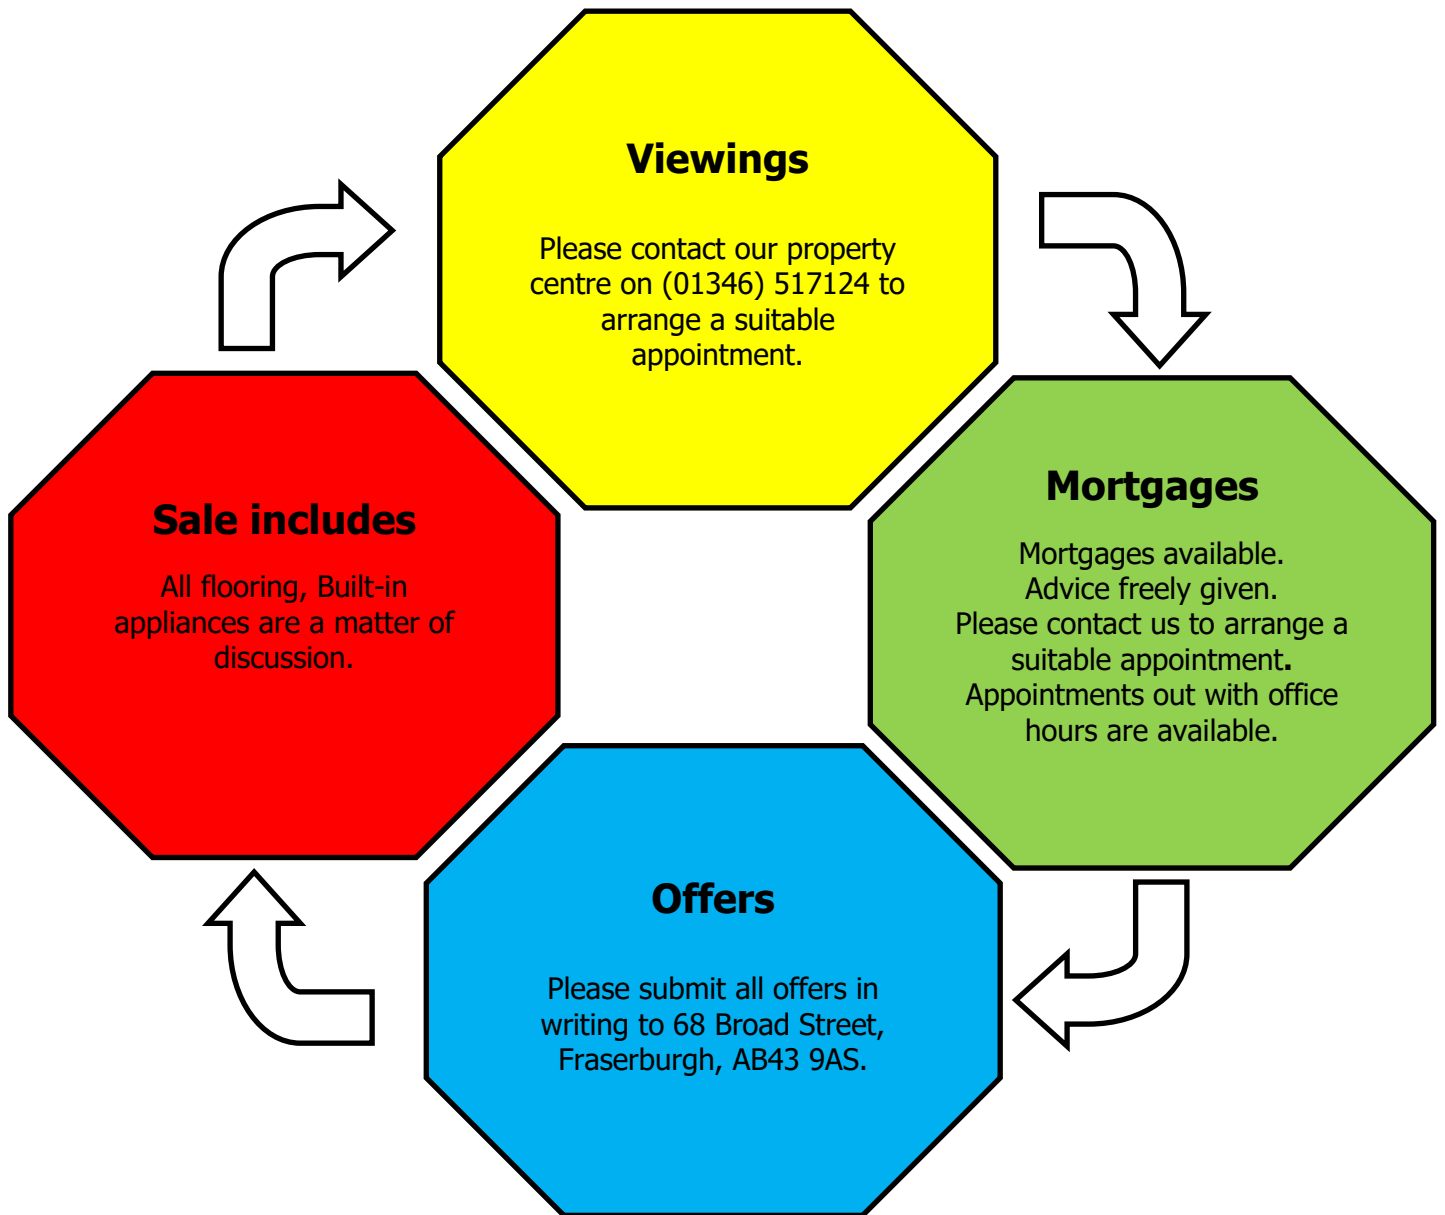 Viewings
Please contact our property
centre on (01346) 517124 to
arrange a suitable
appointment.
Sale includes
All flooring, Built-in
appliances are a matter of
discussion.
Mortgages
Mortgages available.
Advice freely given.
Please contact us to arrange a
suitable appointment.
Appointments out with office
hours are available.
Offers
Please submit all offers in
writing to 68 Broad Street,
Fraserburgh, AB43 9AS.